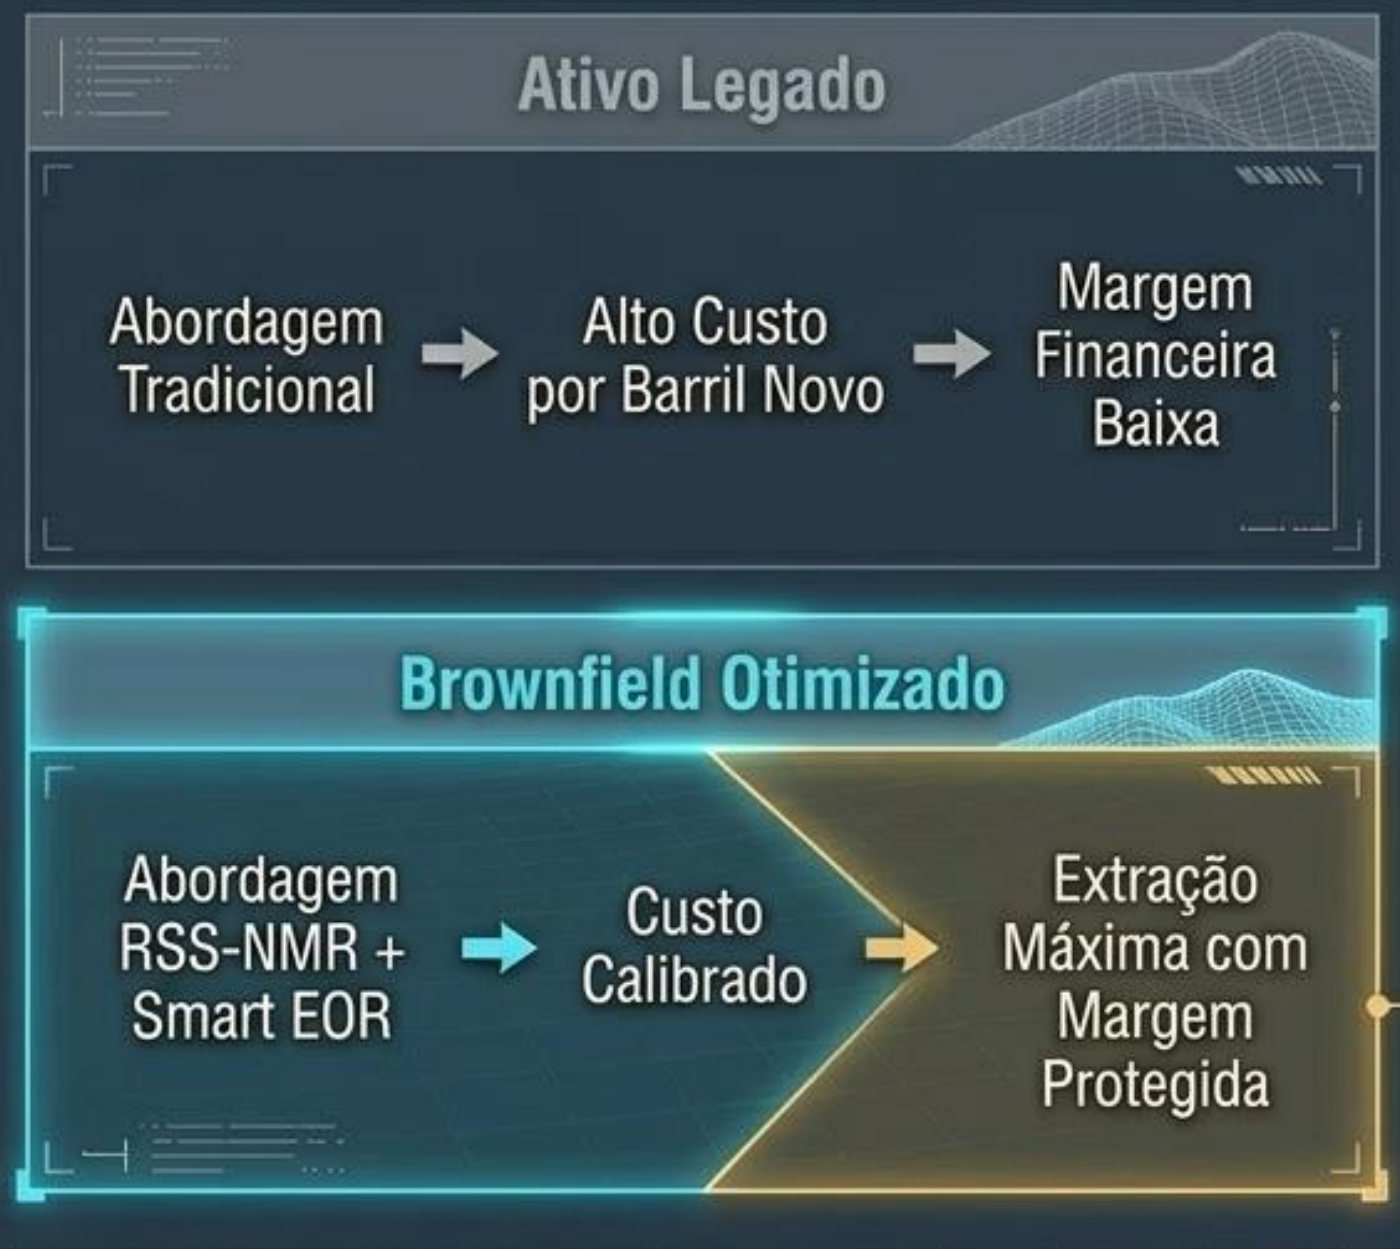 Ativo Legado
Abordagem
Tradicional
Alto Custo
por Barril Novo
Margem
Financeira
Baixa
Brownfield Otimizado
Abordagem
RSS-NMR +
Smart EOR
Custo
Calibrado
Extração
Máxima com
Margem
Protegida